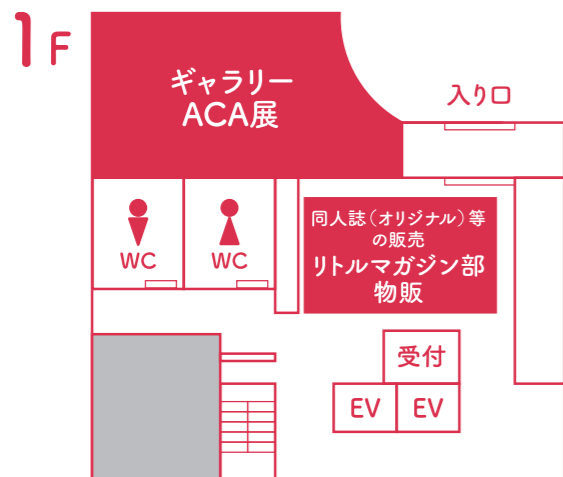 1F
ギャラリー
ACA展
入り口
WC
WC
同人誌(オリジナル)等
の販売
リトルマガジン部
物販
受付
EV
EV